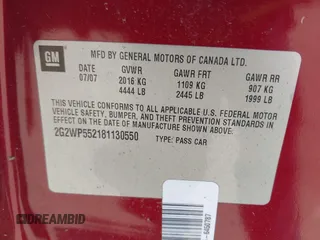 GM
MFD BY GENERAL MOTORS OF CANADA LTD.
DATE GVWR GAWR FRT GAWR RR
07/07 2016 KG 1109 KG 907 KG
4444 LB 2445 LB 1999 LB
THIS VEHICLE CONFORMS TO ALL APPLICABLE U.S. FEDERAL MOTOR
VEHICLE SAFETY, BUMPER, AND THEFT PREVENTION STANDARDS IN
EFFECT ON THE DATE OF MANUFACTURE SHOWN ABOVE.
2G2WP552181130550
TYPE: PASS CAR
DREAMBID